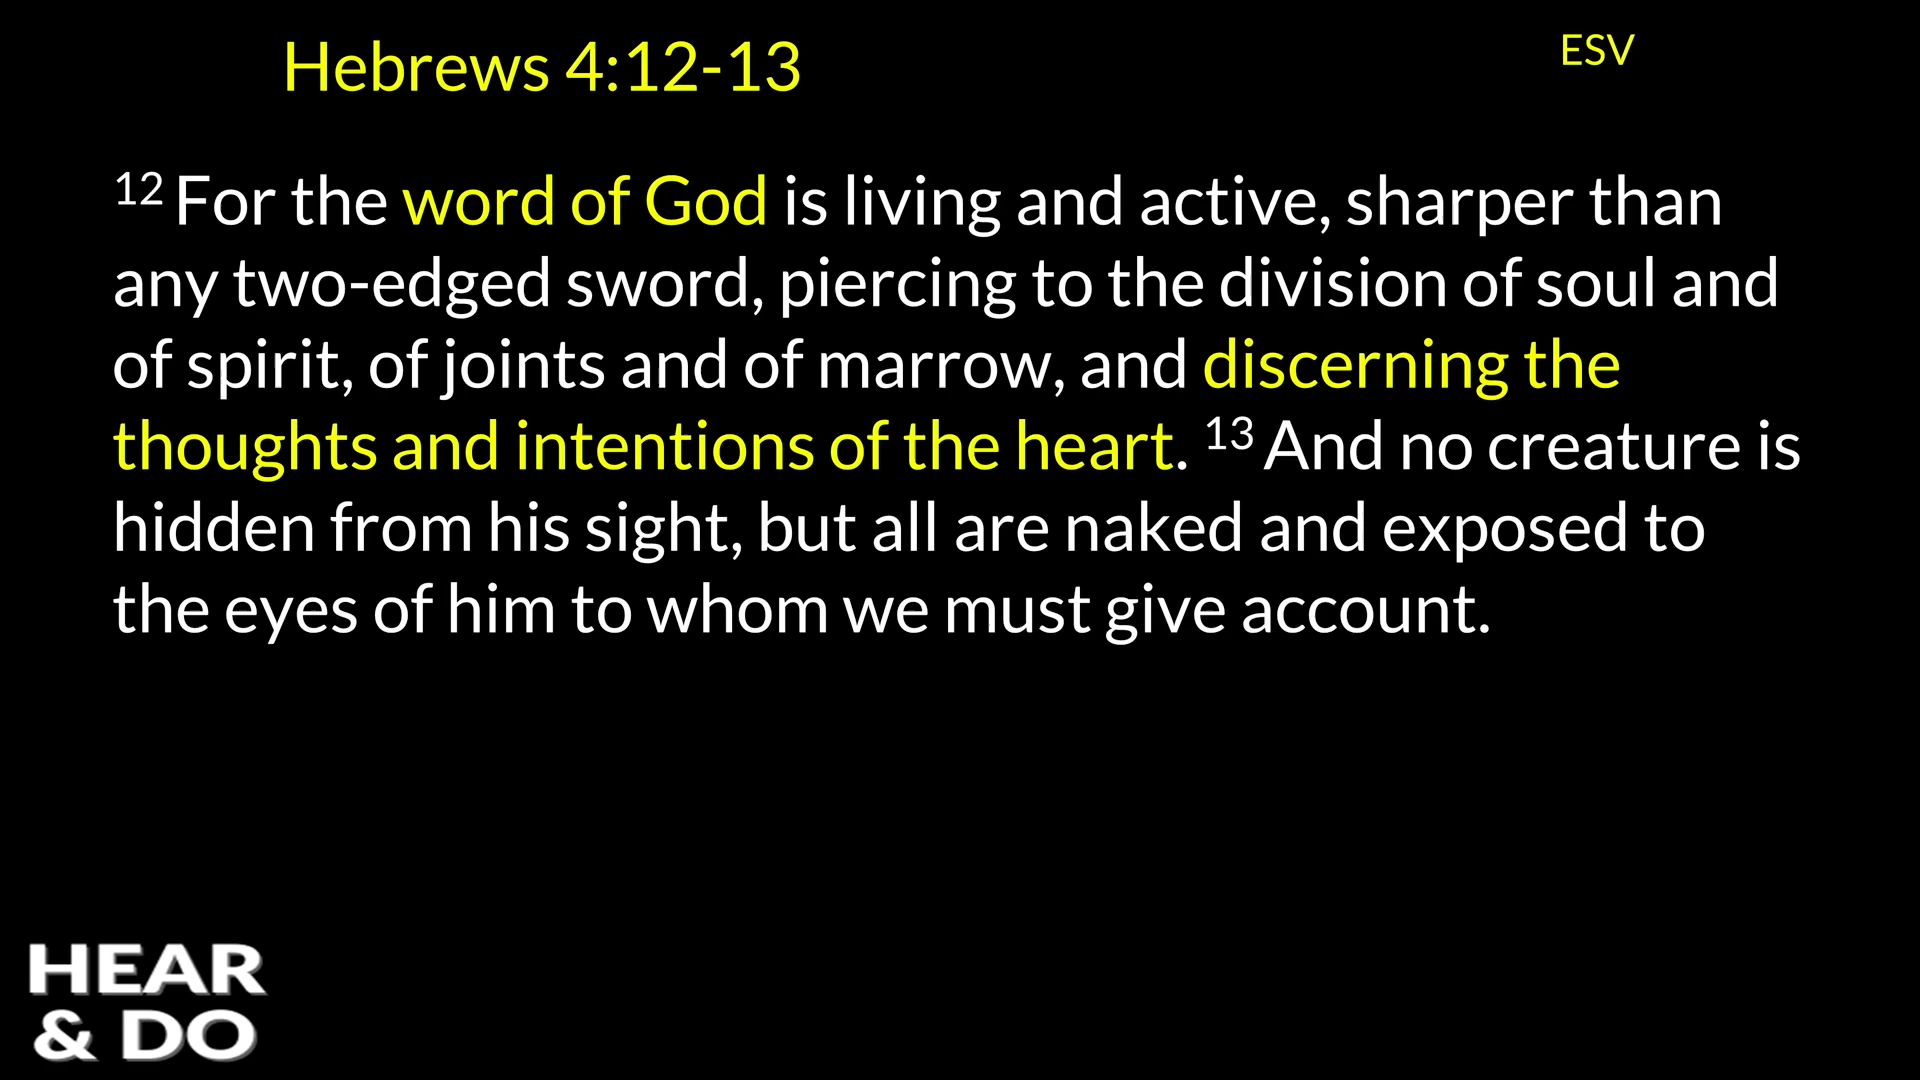 Hebrews 4:12-13
ESV
12 For the word of God is living and active, sharper than
any two-edged sword, piercing to the division of soul and
of spirit, of joints and of marrow, and discerning the
thoughts and intentions of the heart. 13 And no creature is
hidden from his sight, but all are naked and exposed to
the eyes of him to whom we must give account.
HEAR
& DO